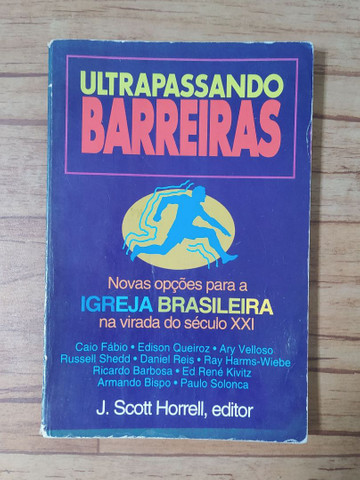 ULTRAPASSANDO
BARREIRAS
Novas opções para a
IGREJA BRASILEIRA
na virada do século XXI
Caio Fábio • Edison Queiroz • Ary Velloso
Russell Shedd • Daniel Reis • Ray Harms-Wiebe
Ricardo Barbosa • Ed René Kivitz
Armando Bispo • Paulo Solonca
J. Scott Horrell, editor